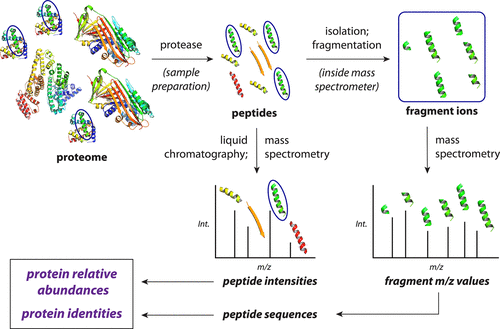 protease
(sample
preparation)
isolation;
fragmentation
(inside mass
spectrometer)
proteome
peptides
fragment ions
liquid
chromatography;
mass
spectrometry
mass
spectrometry
Int.
m/z
Int.
m/z
protein relative
abundances
protein identities
peptide intensities
fragment m/z values
peptide sequences